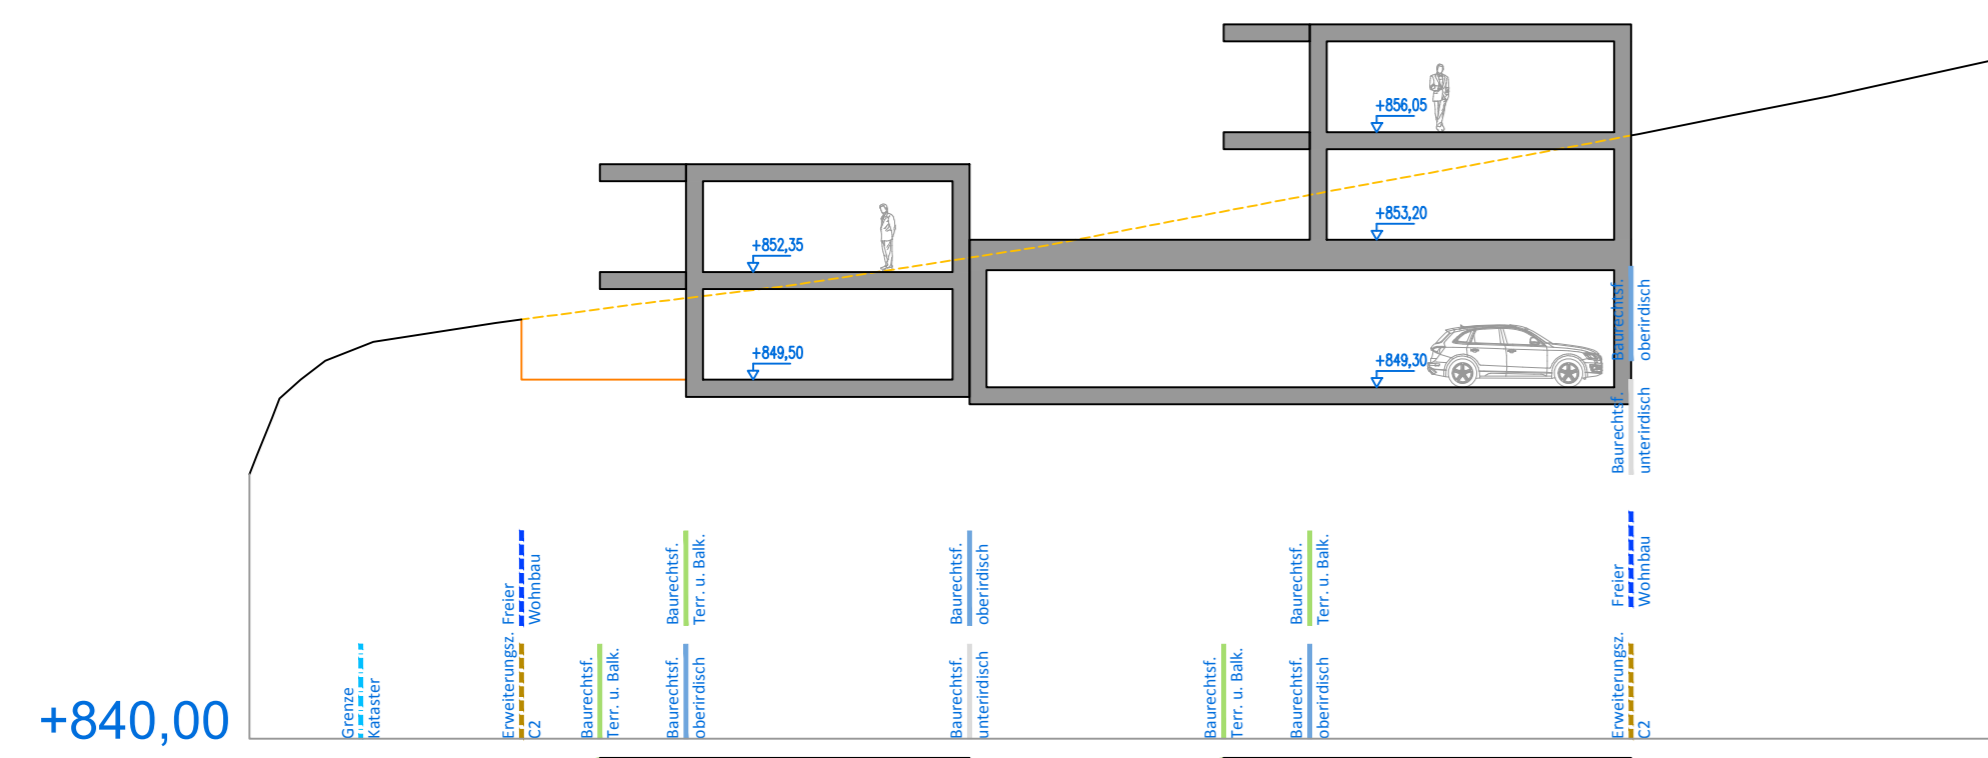 +856,05
+853,20
+852,35
+849,50
+849,30
Baurechtsf.
oberirdisch
Baurechtsf.
unterirdisch
Freier
Wohnbau
Baurechtsf.
Terr. u. Balk.
Baurechtsf.
oberirdisch
Baurechtsf.
Terr. u. Balk.
Freier
Wohnbau
+840,00
Grenze
Kataster
Erweiterungsz.
C2
Baurechtsf.
Terr. u. Balk.
Baurechtsf.
oberirdisch
Baurechtsf.
unterirdisch
Baurechtsf.
Terr. u. Balk.
Baurechtsf.
oberirdisch
Erweiterungsz.
C2